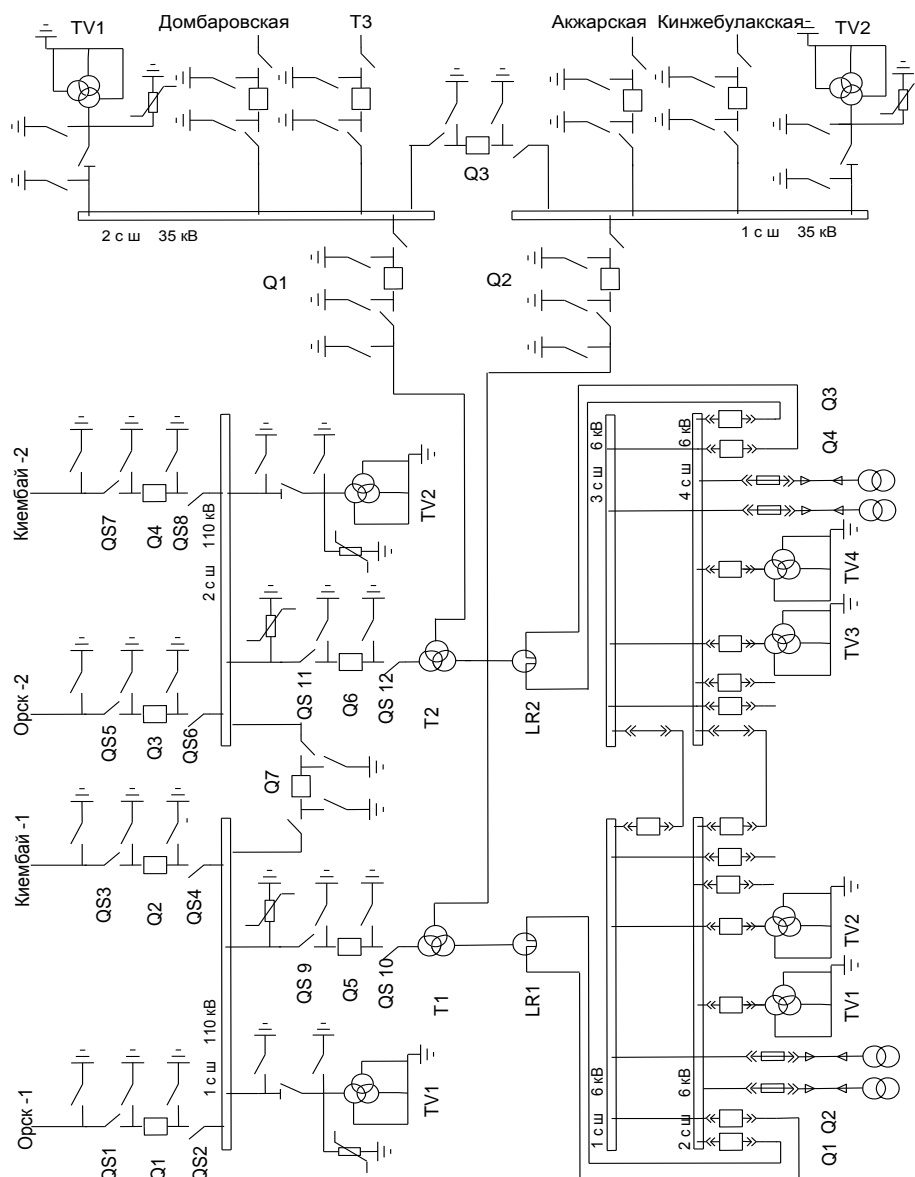 TV1
Домбаровская
Т3
Акжарская
Кинжебулакская
TV2
Q3
2 с ш 35 кВ
1 с ш 35 кВ
Q1
Q2
Киембай -2
QS7
Q4
QS8
2 с ш 110 кВ
TV2
Орск -2
QS5
Q3
QS6
QS 11
Q6
QS 12
T2
LR2
Q7
3 с ш 6 кВ
4 с ш 6 кВ
Q3
Q4
TV4
TV3
Киембай -1
QS3
Q2
QS4
QS 9
Q5
QS 10
T1
LR1
TV2
TV1
Орск -1
QS1
Q1
QS2
1 с ш 110 кВ
TV1
1 с ш 6 кВ
2 с ш 6 кВ
Q1 Q2